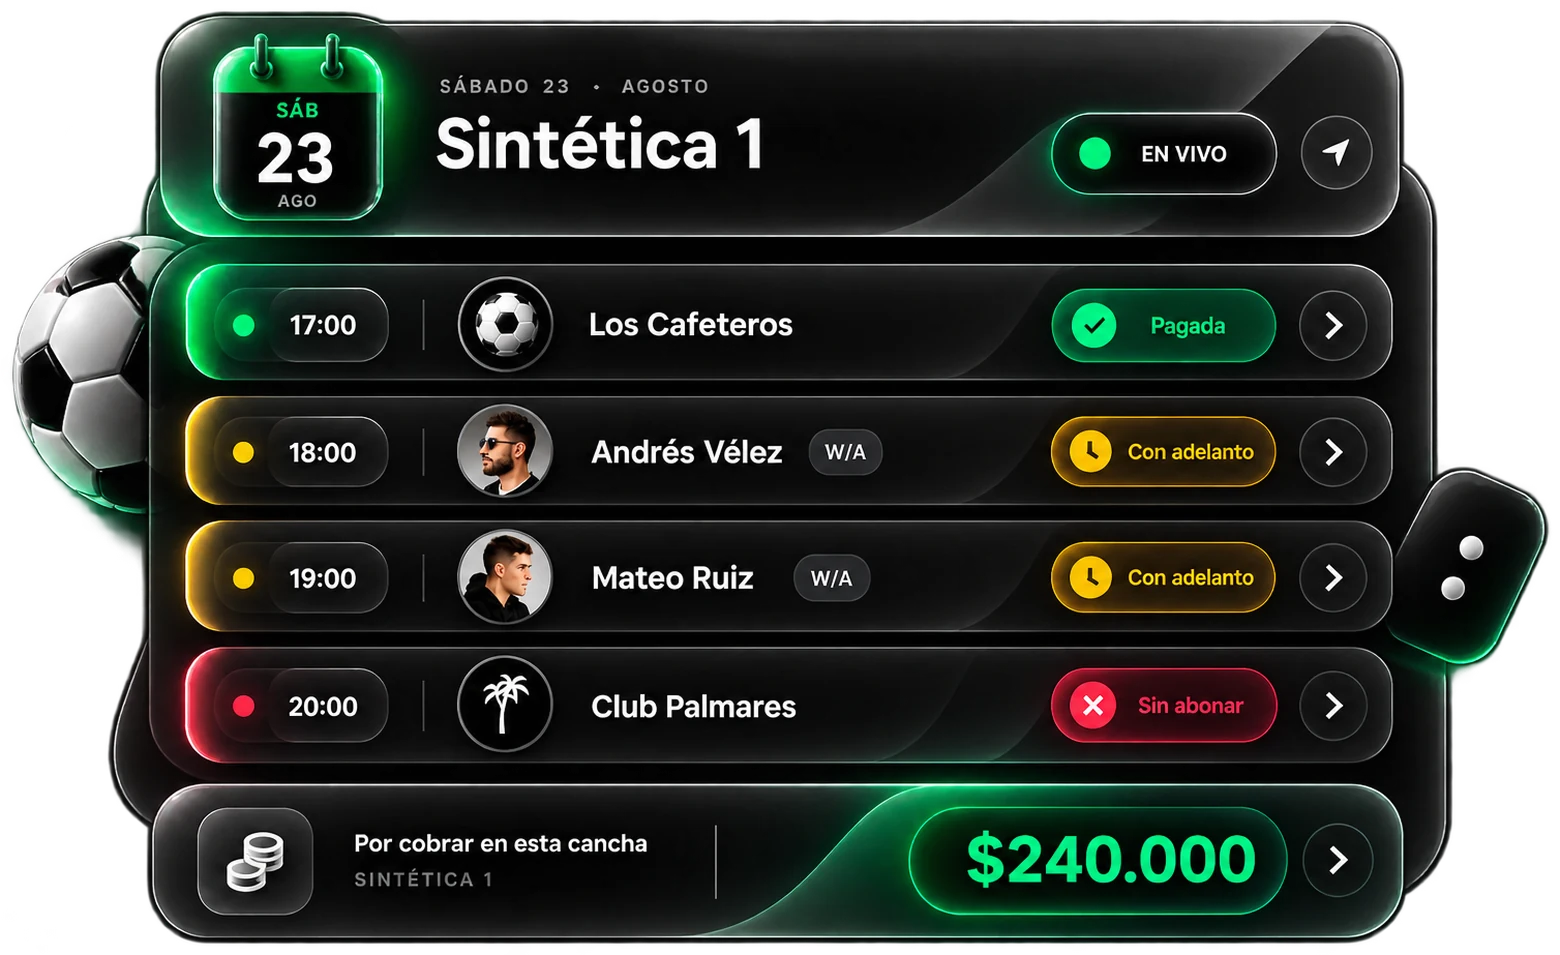 SÁB
23
AGO
SÁBADO 23 • AGOSTO
Sintética 1
EN VIVO
17:00 Los Cafeteros Pagada
18:00 Andrés Vélez W/A Con adelanto
19:00 Mateo Ruiz W/A Con adelanto
20:00 Club Palmares Sin abonar
Por cobrar en esta cancha
SINTÉTICA 1
$240.000